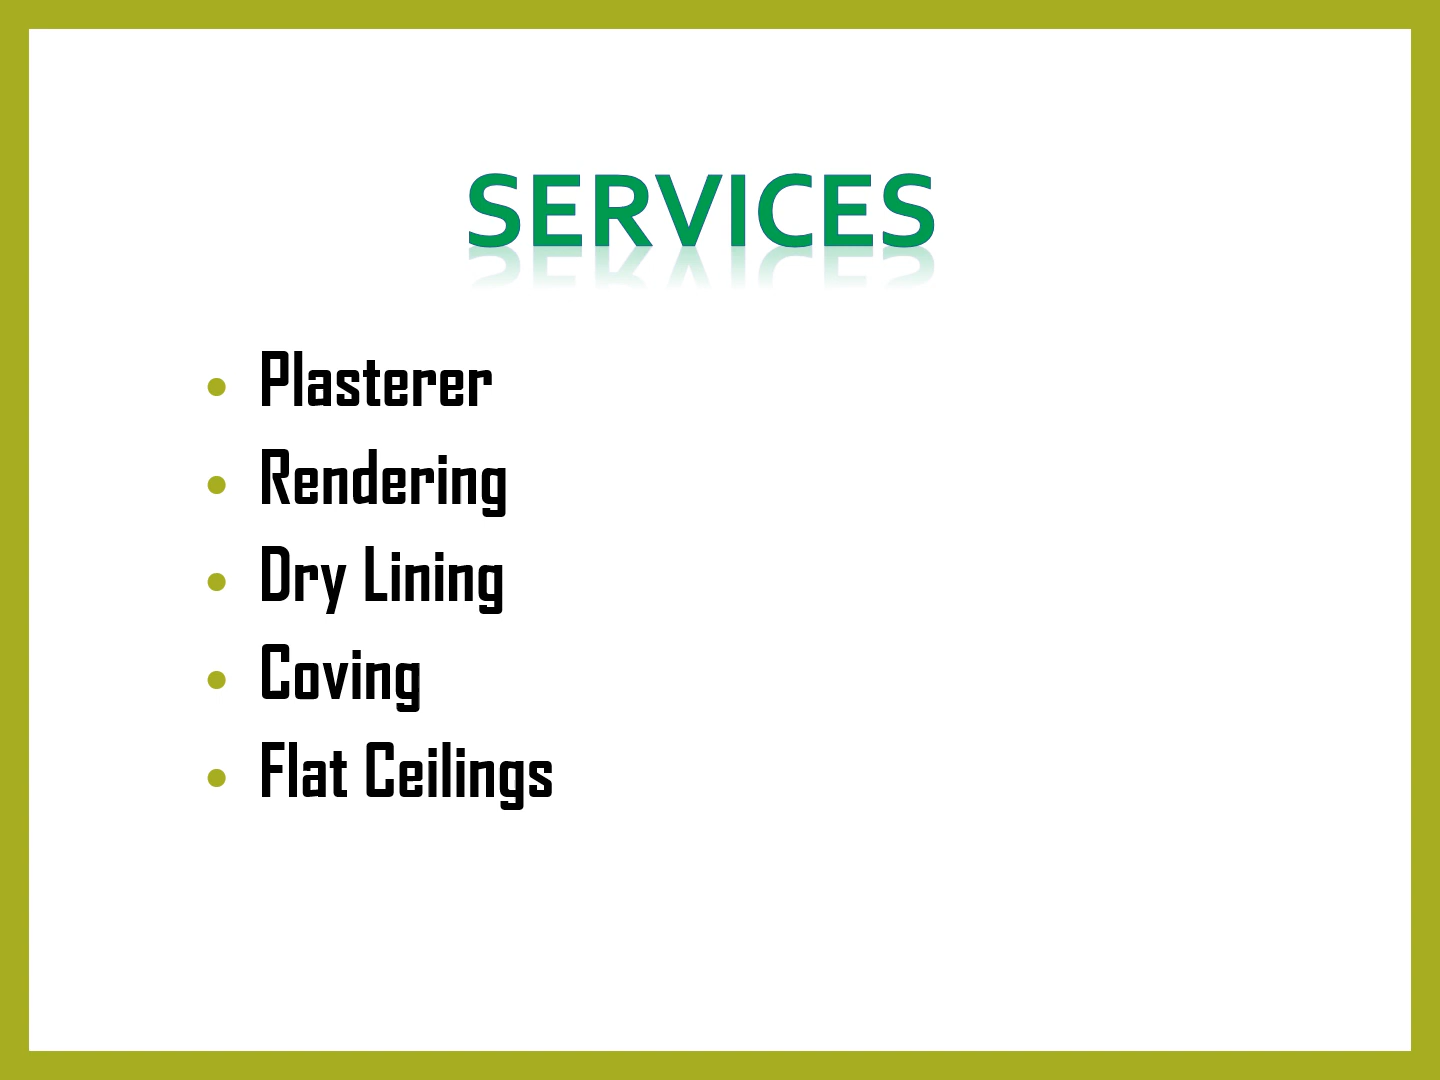 SERVICES
• Plasterer
• Rendering
• Dry Lining
• Coving
• Flat Ceilings